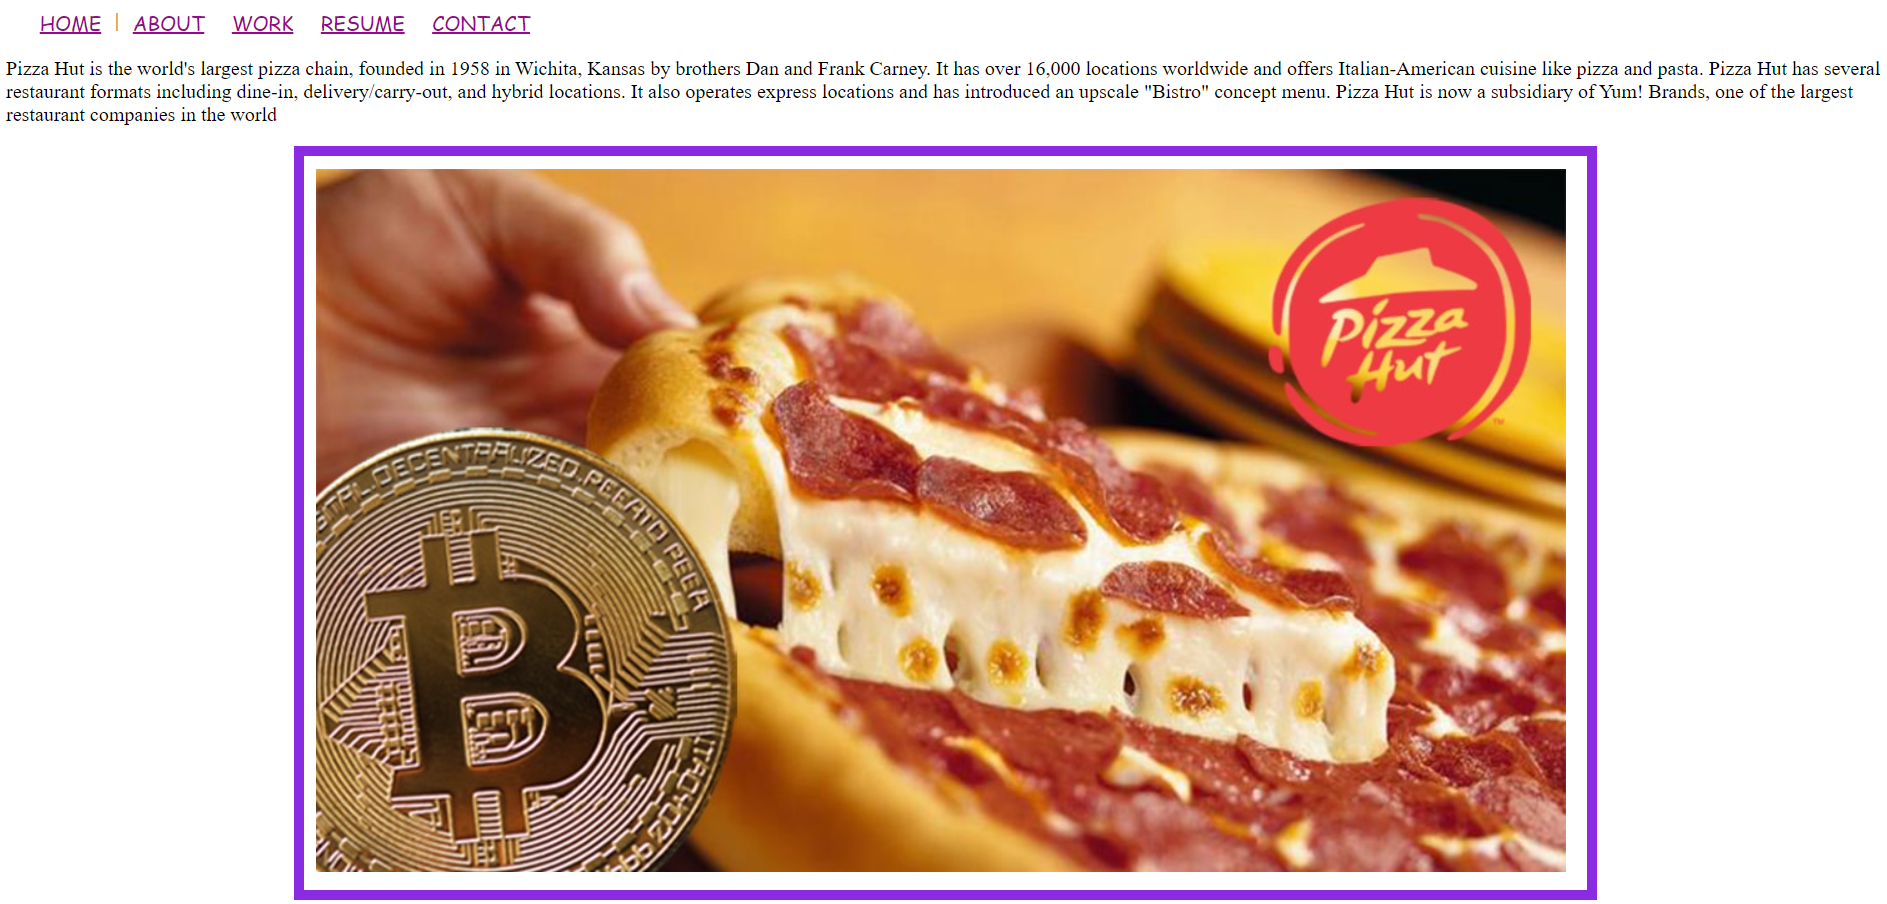 HOME | ABOUT WORK RESUME CONTACT
Pizza Hut is the world's largest pizza chain, founded in 1958 in Wichita, Kansas by brothers Dan and Frank Carney. It has over 16,000 locations worldwide and offers Italian-American cuisine like pizza and pasta. Pizza Hut has several
restaurant formats including dine-in, delivery/carry-out, and hybrid locations. It also operates express locations and has introduced an upscale "Bistro" concept menu. Pizza Hut is now a subsidiary of Yum! Brands, one of the largest
restaurant companies in the world
Pizza
Hut
TM
DECENTRALIZED
B